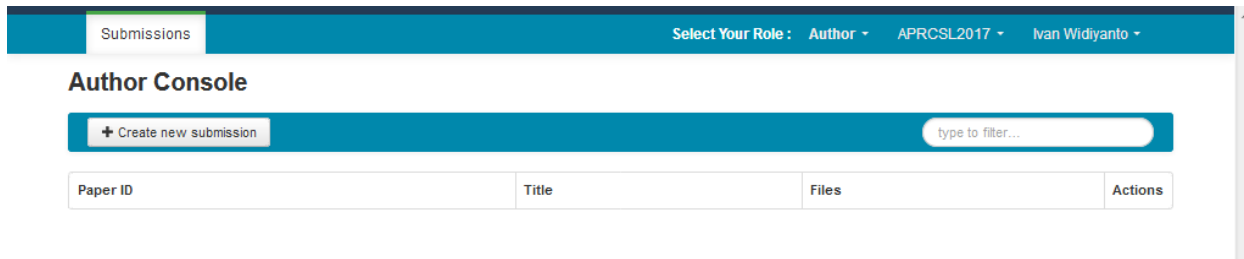 Submissions Select Your Role : Author APRCSL2017 Ivan Widiyanto
Author Console
+ Create new submission type to filter...
Paper ID Title Files Actions